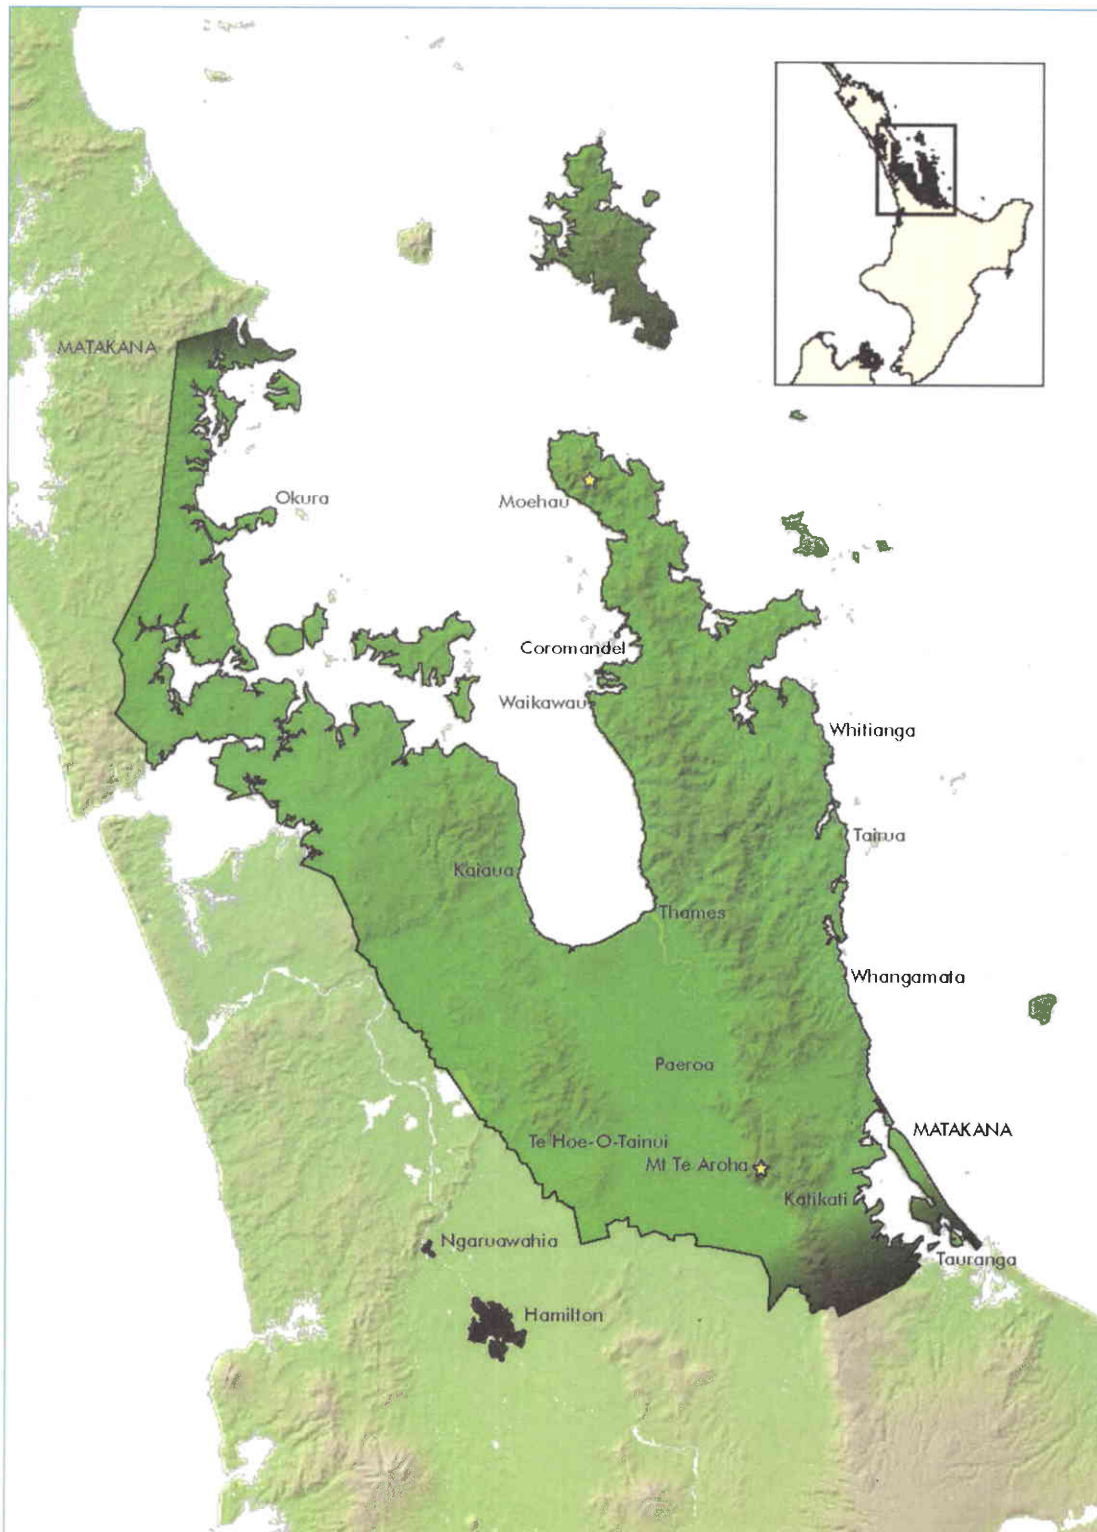 MATAKANA
Okura
Moehau
Coromandel
Waikawau
Whitianga
Tairua
Kaiaua
Thames
Whangamata
Paeroa
MATAKANA
Te Hoe-O-Tainui
Mt Te Aroha
Katikati
Ngaruawahia
Tauranga
Hamilton